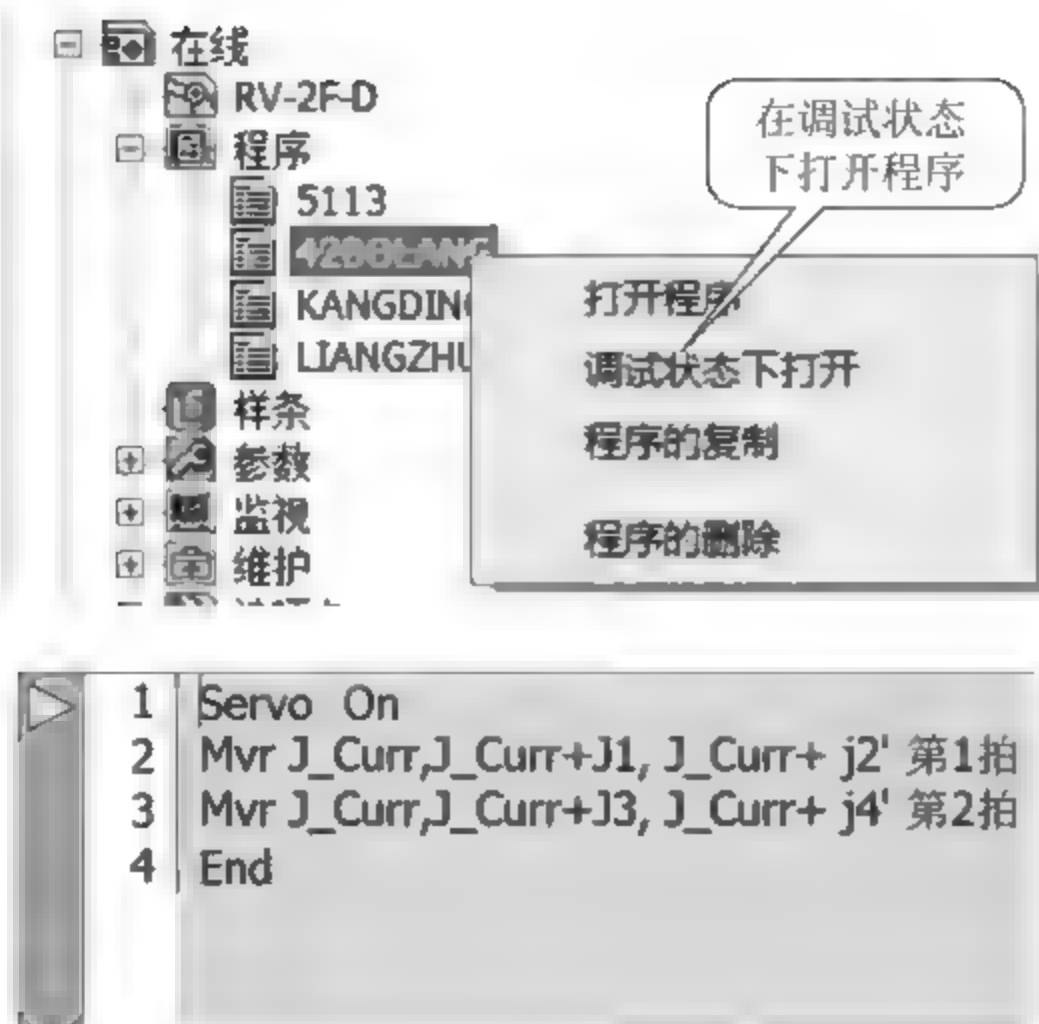 在线
RV-2F-D
程序
5113
428OLANG
KANGDIN
LIANGZHU
样条
参数
监视
维护
在调试状态
下打开程序
打开程序
调试状态下打开
程序的复制
程序的删除
1 Servo On
2 Mvr J_Curr,J_Curr+J1, J_Curr+ j2' 第1拍
3 Mvr J_Curr,J_Curr+J3, J_Curr+ j4' 第2拍
4 End